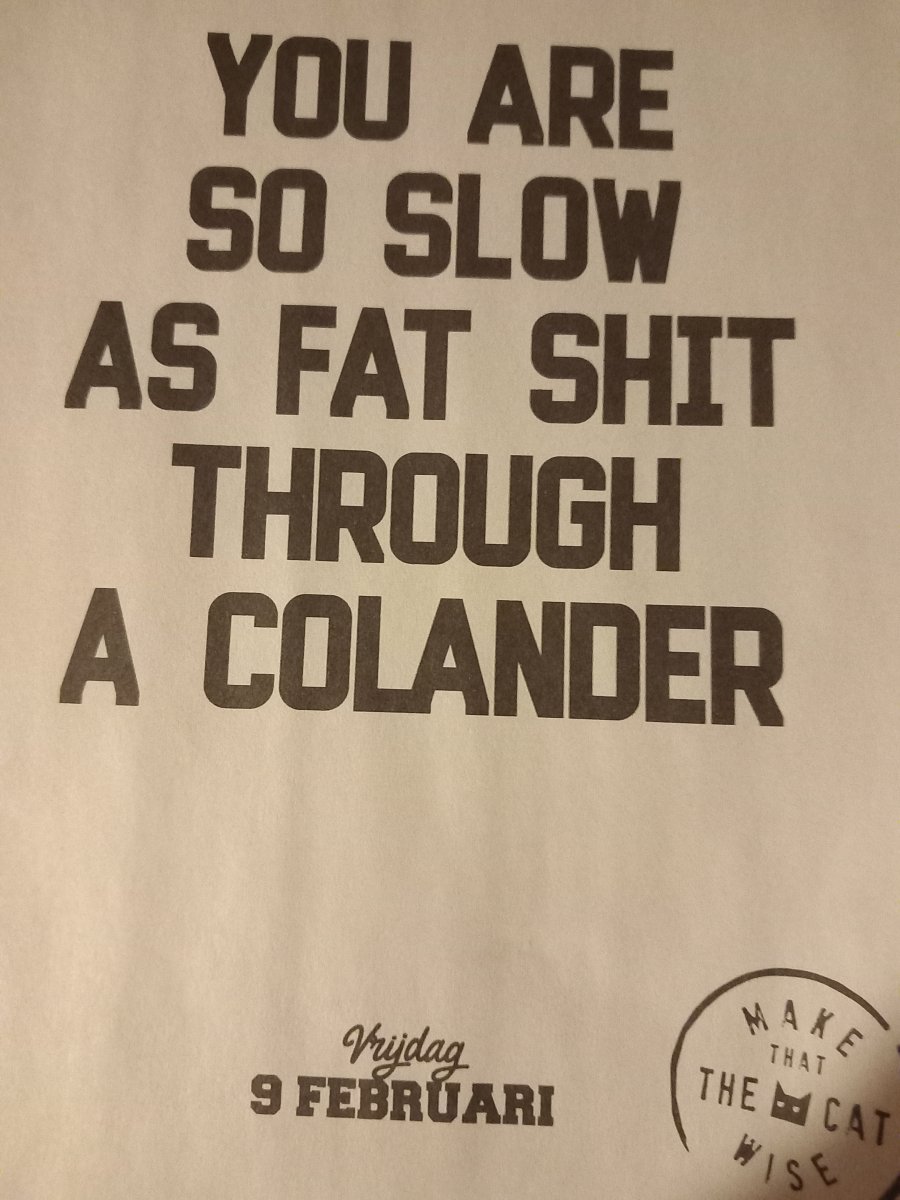 YOU ARE
SO SLOW
AS FAT SHIT
THROUGH
A COLANDER
Vrijdag
9 FEBRUARI
MAKE
THAT
THE CAT
WISE